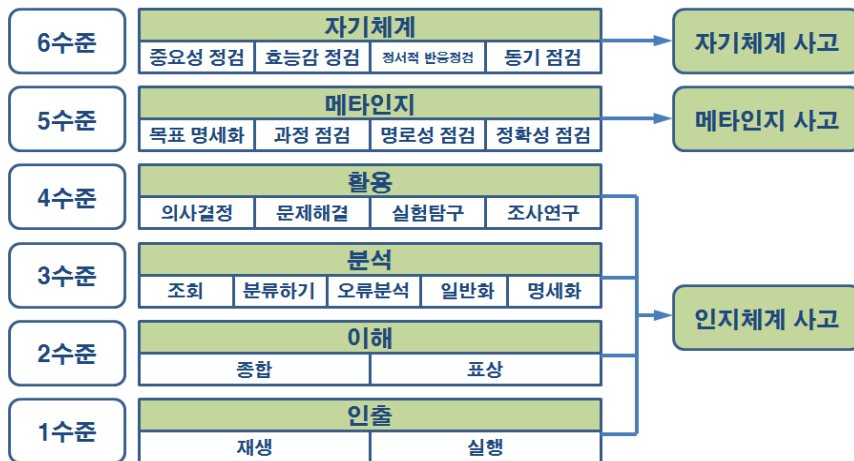 6수준
자기체계
중요성 점검 효능감 점검 정서적 반응점검 동기 점검
자기체계 사고
5수준
메타인지
목표 명세화 과정 점검 명료성 점검 정확성 점검
메타인지 사고
4수준
활용
의사결정 문제해결 실험탐구 조사연구
3수준
분석
조회 분류하기 오류분석 일반화 명세화
인지체계 사고
2수준
이해
종합 표상
1수준
인출
재생 실행